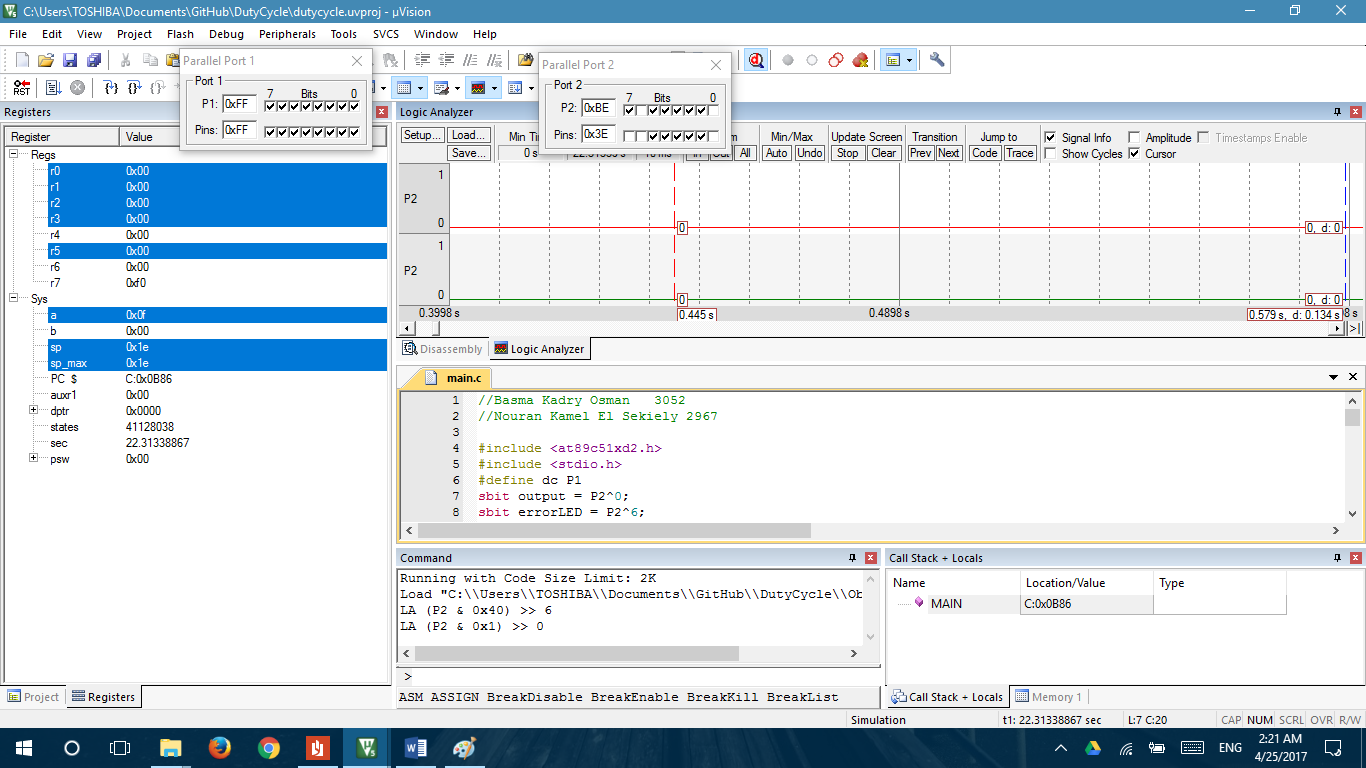 C:\Users\TOSHIBA\Documents\GitHub\DutyCycle\dutycycle.uvproj - µVision
File Edit View Project Flash Debug Peripherals Tools SVCS Window Help
RST
Parallel Port 1
Port 1
7 Bits 0
P1: 0xFF
Pins: 0xFF
Parallel Port 2
Port 2
7 Bits 0
P2: 0xBE
Pins: 0x3E
Registers
Register Value
Regs
r0 0x00
r1 0x00
r2 0x00
r3 0x00
r4 0x00
r5 0x00
r6 0x00
r7 0xf0
Sys
a 0x0f
b 0x00
sp 0x1e
sp_max 0x1e
PC $ C:0x0B86
auxr1 0x00
dptr 0x0000
states 41128038
sec 22.31338867
psw 0x00
Project Registers
Logic Analyzer
Setup... Load... Min Ti Min/Max Update Screen Transition Jump to Signal Info Amplitude Timestamps Enable
Save... 0 s All Auto Undo Stop Clear Prev Next Code Trace Show Cycles Cursor
1
P2
0 0 0, d: 0
1
P2
0 0 0, d: 0
0.3998 s 0.445 s 0.4898 s 0.579 s, d: 0.134 s 8 s
Disassembly Logic Analyzer
main.c
1 //Basma Kadry Osman 3052
2 //Nouran Kamel El Sekiely 2967
3
4 #include <at89c51xd2.h>
5 #include <stdio.h>
6 #define dc P1
7 sbit output = P2^0;
8 sbit errorLED = P2^6;
Command
Running with Code Size Limit: 2K
Load "C:\\Users\\TOSHIBA\\Documents\\GitHub\\DutyCycle\\Ob
LA (P2 & 0x40) >> 6
LA (P2 & 0x1) >> 0
>
ASM ASSIGN BreakDisable BreakEnable BreakKill BreakList
Call Stack + Locals
Name Location/Value Type
MAIN C:0x0B86
Call Stack + Locals Memory 1
Simulation t1: 22.31338867 sec L:7 C:20 CAP NUM SCRL OVR R/W
ENG 2:21 AM
4/25/2017